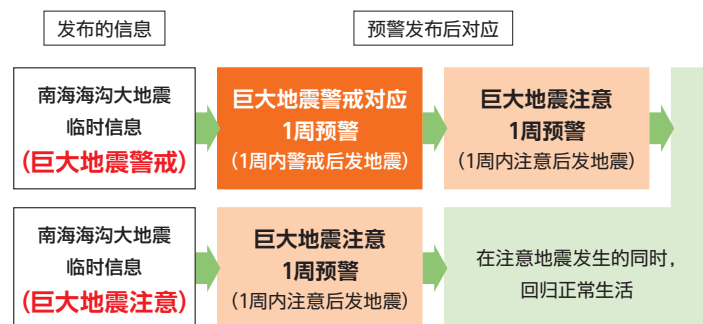 发布的信息
预警发布后对应
南海海沟大地震
临时信息
(巨大地震警戒)
巨大地震警戒对应
1周预警
(1周内警戒后发地震)
巨大地震注意
1周预警
(1周内注意后发地震)
南海海沟大地震
临时信息
(巨大地震注意)
巨大地震注意
1周预警
(1周内注意后发地震)
在注意地震发生的同时，
回归正常生活